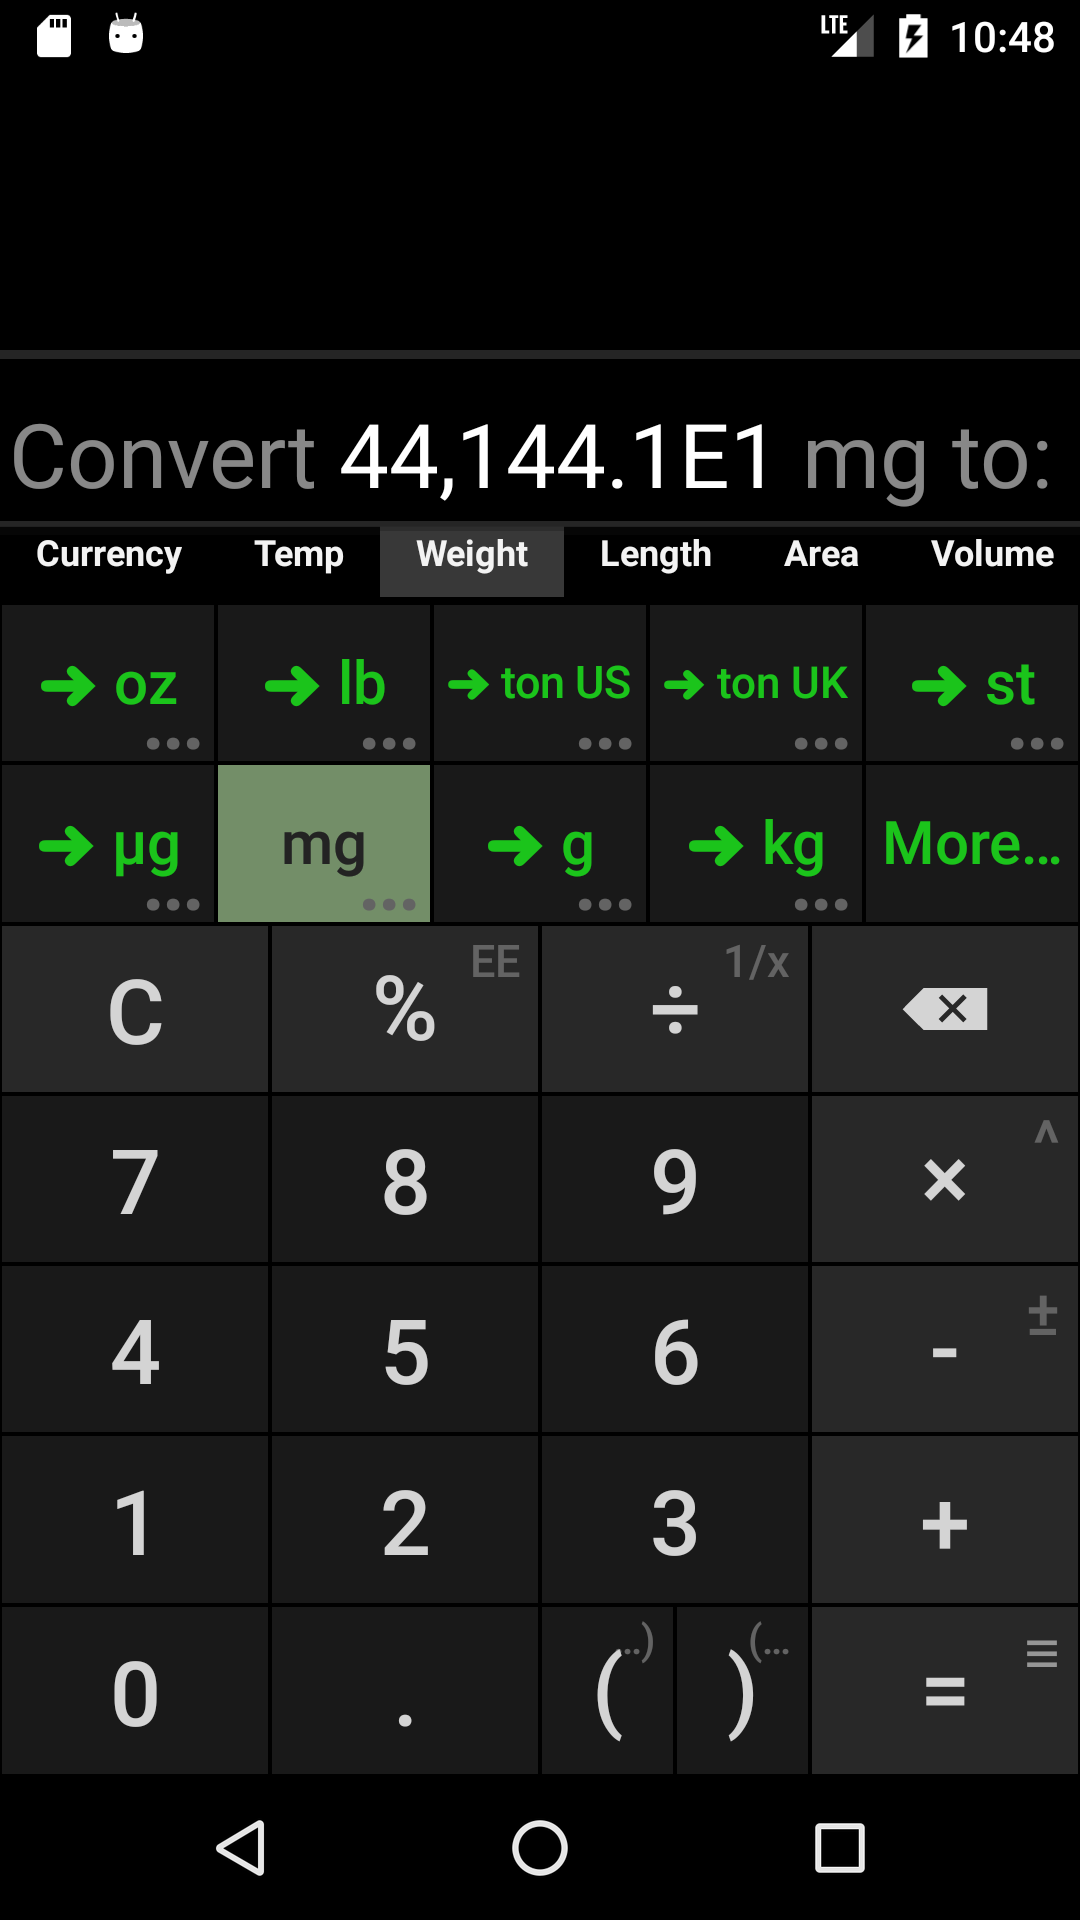 LTE 10:48
Convert 44,144.1E1 mg to:
Currency Temp Weight Length Area Volume
→ oz → lb → ton US → ton UK → st
→ µg mg → g → kg More...
C % EE ÷ 1/x
7 8 9 × ^
4 5 6 - ±
1 2 3 +
0 . ( ..) ) (... =